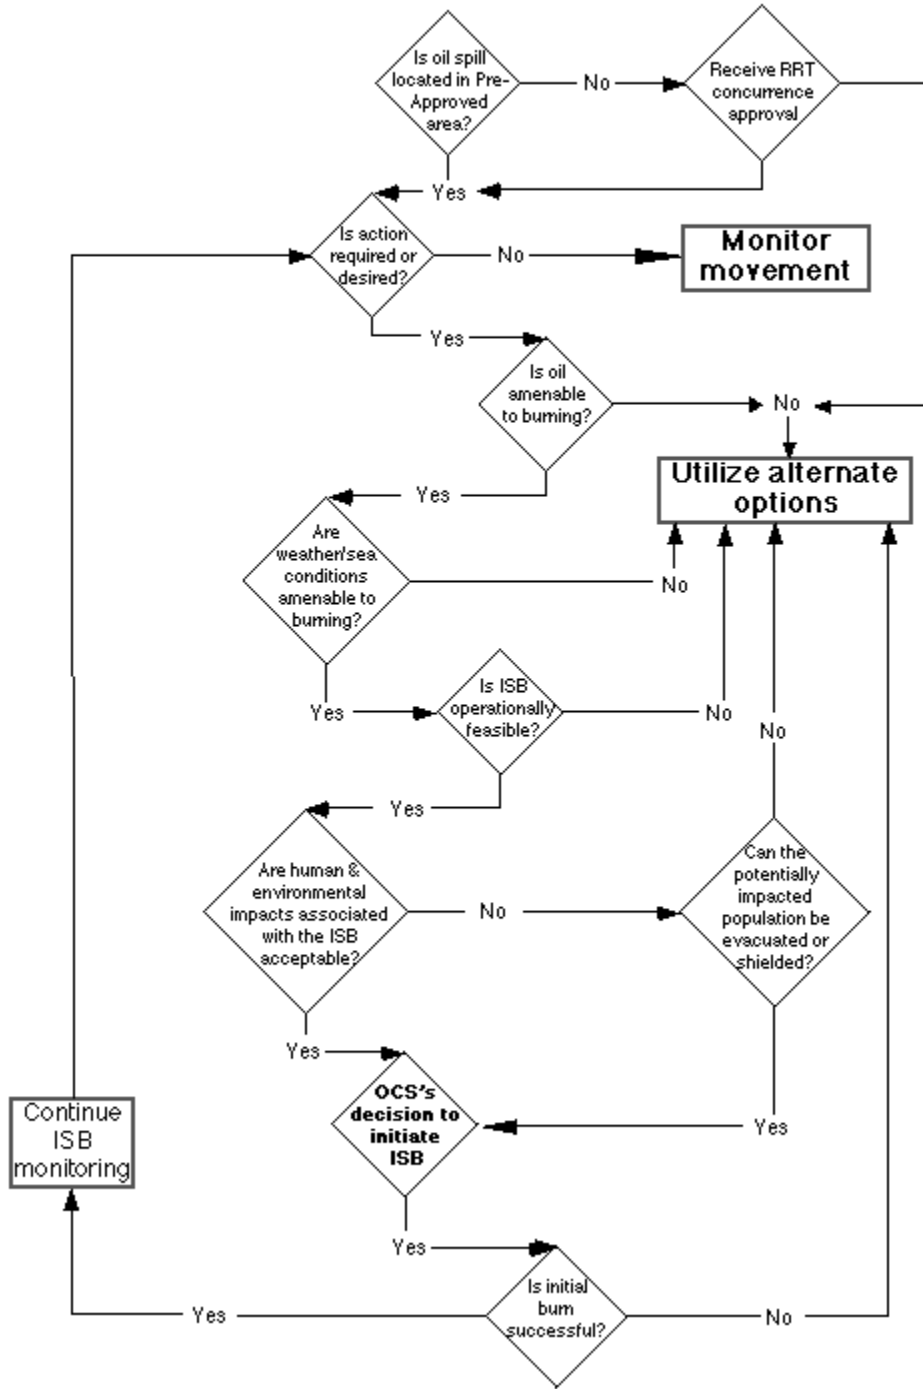 Is oil spill
located in Pre-
Approved
area?
No
Receive RRT
concurrence
approval
Yes
Is action
required or
desired?
No
Monitor
movement
Yes
Is oil
amenable
to burning?
No
Utilize alternate
options
Yes
Are
weather/sea
conditions
amenable to
burning?
No
Yes
Is ISB
operationally
feasible?
No
No
Yes
Are human &
environmental
impacts associated
with the ISB
acceptable?
No
Can the
potentially
impacted
population be
evacuated or
shielded?
Yes
OCS's
decision to
initiate
ISB
Yes
Continue
ISB
monitoring
Yes
Is initial
burn
successful?
Yes
No